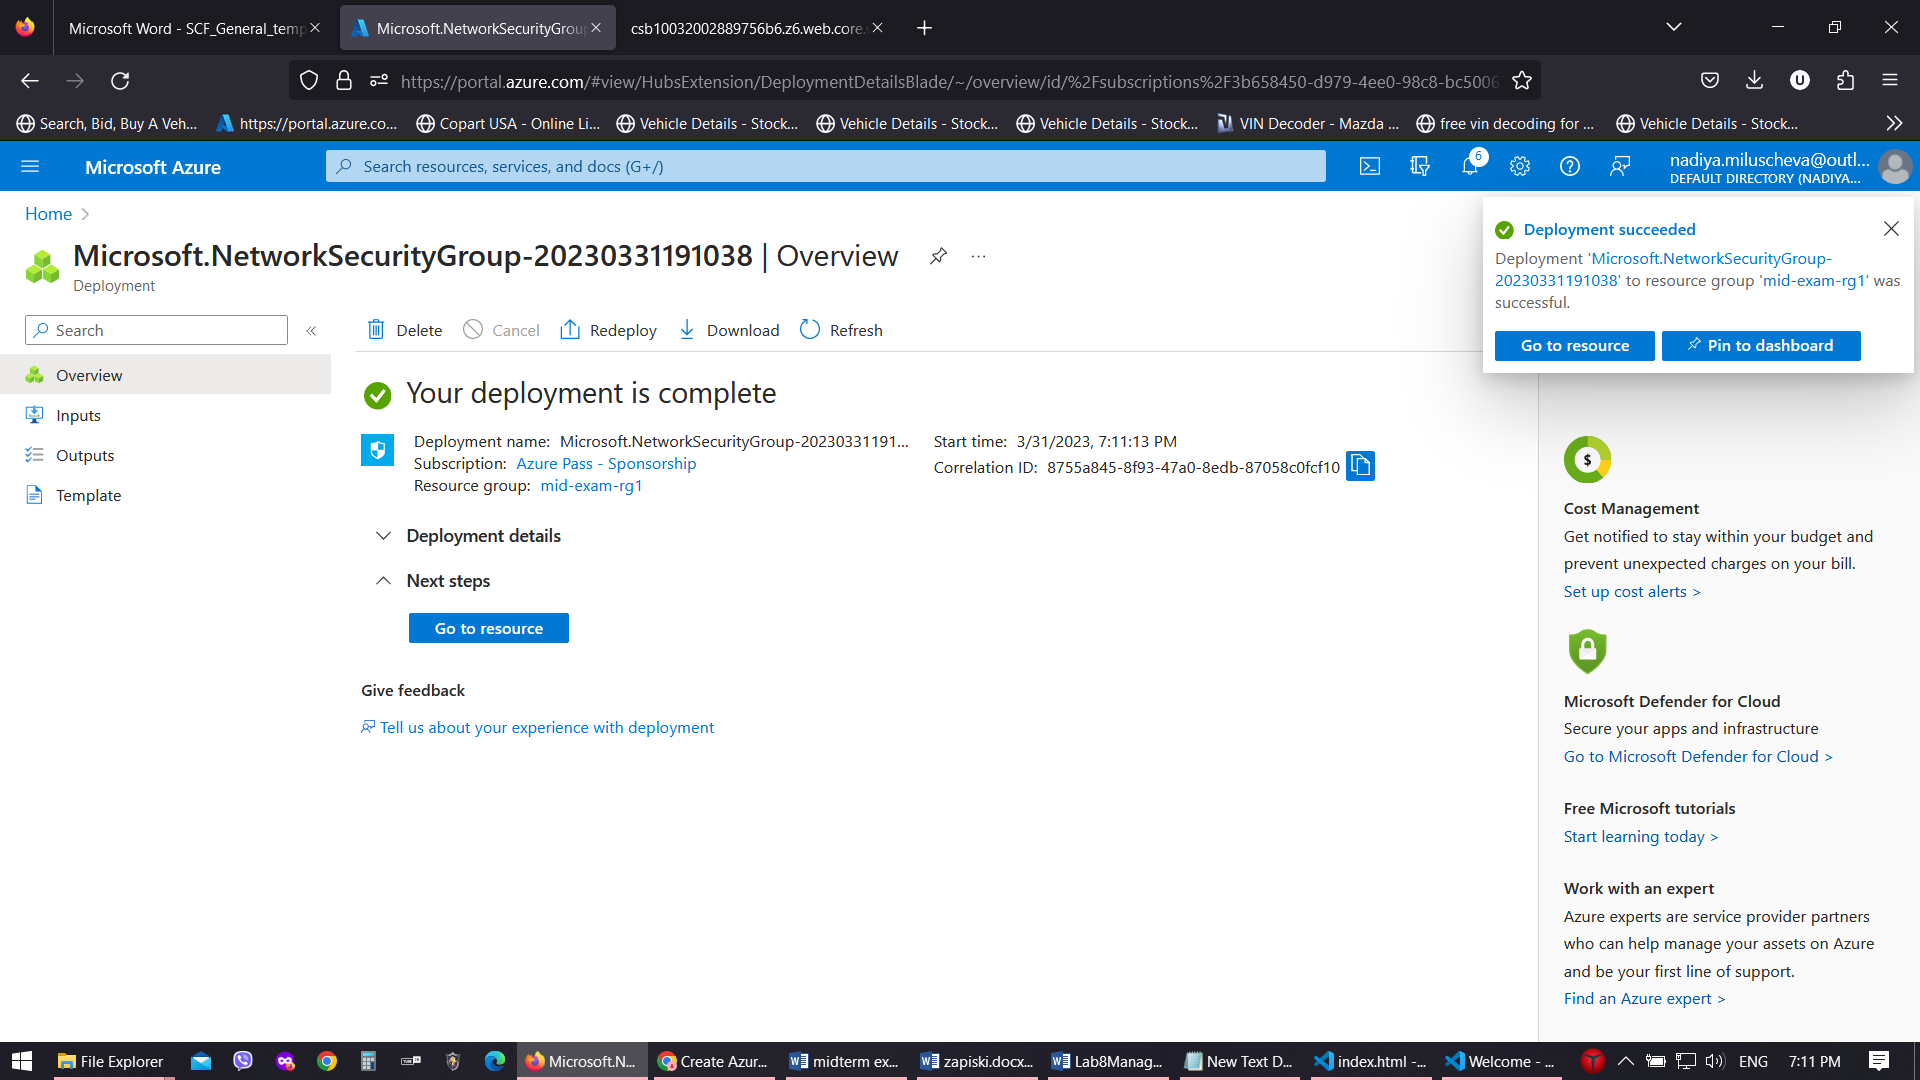 Microsoft Word - SCF_General_temp
Microsoft.NetworkSecurityGrou
csb10032002889756b6.z6.web.core.
https://portal.azure.com/#view/HubsExtension/DeploymentDetailsBlade/~/overview/id/%2Fsubscriptions%2F3b658450-d979-4ee0-98c8-bc5006
Search, Bid, Buy A Veh...
https://portal.azure.co...
Copart USA - Online Li...
Vehicle Details - Stock...
Vehicle Details - Stock...
Vehicle Details - Stock...
VIN Decoder - Mazda ...
free vin decoding for ...
Vehicle Details - Stock...
Microsoft Azure
Search resources, services, and docs (G+/)
6
nadiya.miluscheva@outl...
DEFAULT DIRECTORY (NADIYA...
Home
Microsoft.NetworkSecurityGroup-20230331191038 | Overview
Deployment
Search
Overview
Inputs
Outputs
Template
Delete
Cancel
Redeploy
Download
Refresh
Your deployment is complete
Deployment name: Microsoft.NetworkSecurityGroup-20230331191...
Subscription: Azure Pass - Sponsorship
Resource group: mid-exam-rg1
Start time: 3/31/2023, 7:11:13 PM
Correlation ID: 8755a845-8f93-47a0-8edb-87058c0fcf10
Deployment details
Next steps
Go to resource
Give feedback
Tell us about your experience with deployment
Deployment succeeded
Deployment 'Microsoft.NetworkSecurityGroup-
20230331191038' to resource group 'mid-exam-rg1' was
successful.
Go to resource
Pin to dashboard
$
Cost Management
Get notified to stay within your budget and
prevent unexpected charges on your bill.
Set up cost alerts >
Microsoft Defender for Cloud
Secure your apps and infrastructure
Go to Microsoft Defender for Cloud >
Free Microsoft tutorials
Start learning today >
Work with an expert
Azure experts are service provider partners
who can help manage your assets on Azure
and be your first line of support.
Find an Azure expert >
File Explorer
Microsoft.N...
Create Azur...
midterm ex...
zapiski.docx...
Lab8Manag...
New Text D...
index.html -...
Welcome - ...
ENG
7:11 PM